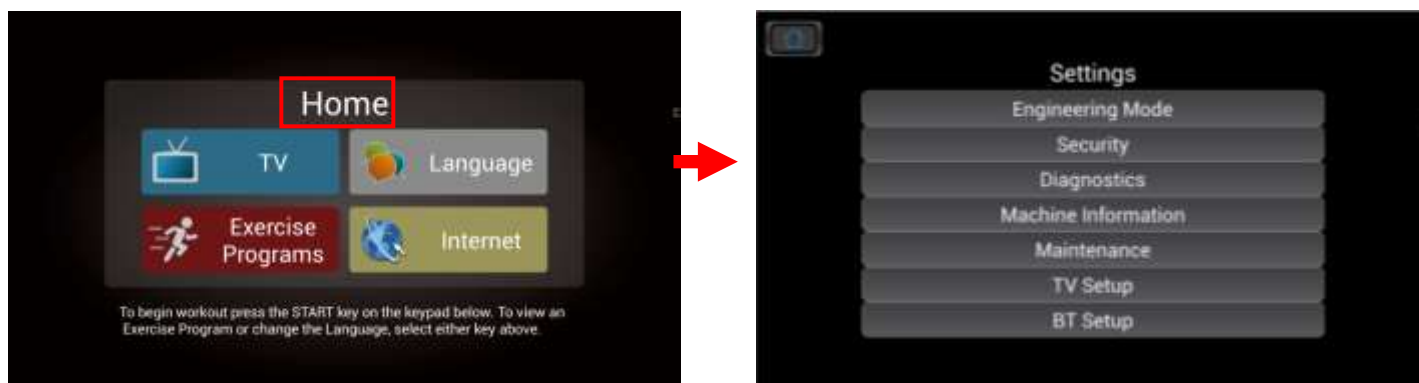 Home
TV
Language
Exercise
Programs
Internet
To begin workout press the START key on the keypad below. To view an
Exercise Program or change the Language, select either key above.
Settings
Engineering Mode
Security
Diagnostics
Machine Information
Maintenance
TV Setup
BT Setup